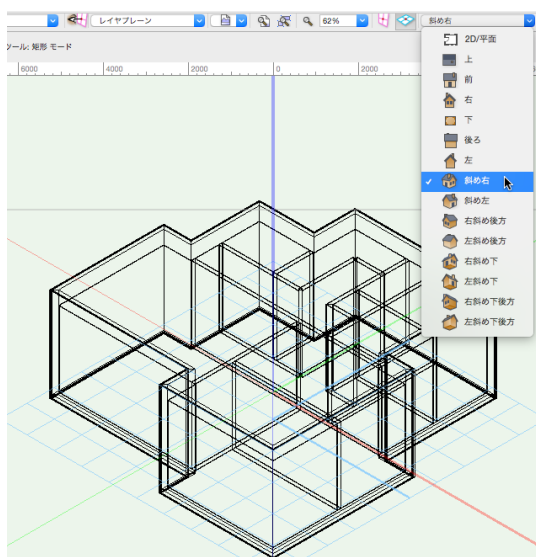 レイヤプレーン 62% 斜め右
ツール: 矩形 モード
6000 4000 2000 0 2000
2D/平面
上
前
右
下
後ろ
左
✓ 斜め右
斜め左
右斜め後方
左斜め後方
右斜め下
左斜め下
右斜め下後方
左斜め下後方